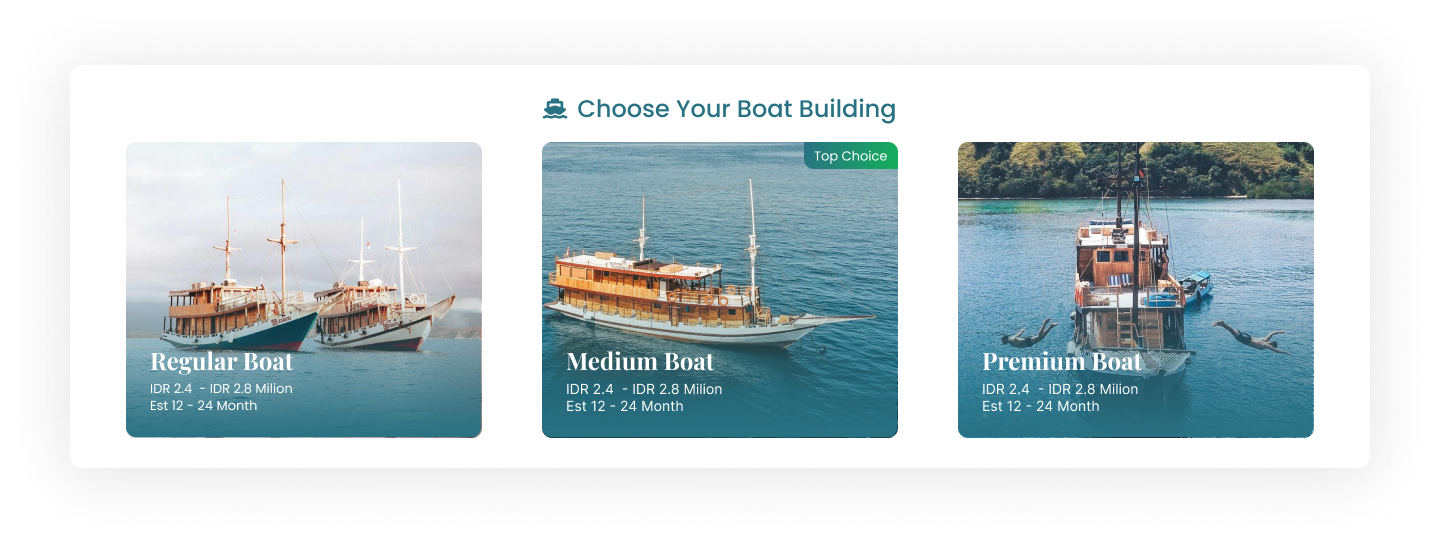 Choose Your Boat Building
Top Choice
Regular Boat
IDR 2.4 - IDR 2.8 Milion
Est 12 - 24 Month
Medium Boat
IDR 2.4 - IDR 2.8 Milion
Est 12 - 24 Month
Premium Boat
IDR 2.4 - IDR 2.8 Milion
Est 12 - 24 Month